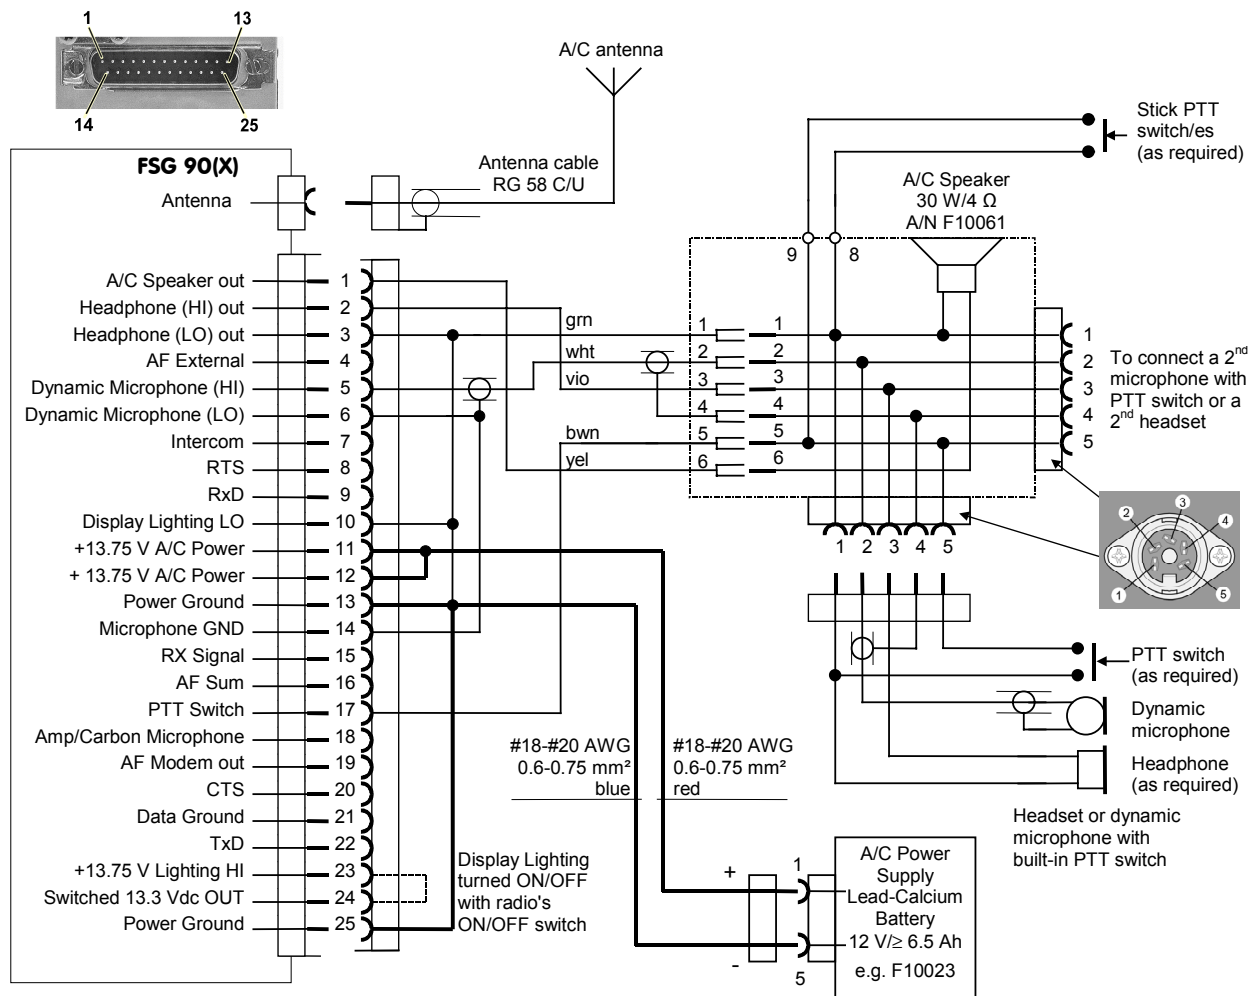 1
13
14
25
A/C antenna
Antenna cable
RG 58 C/U
Stick PTT
switch/es
(as required)
FSG 90(X)
Antenna
A/C Speaker
30 W/4 Ω
A/N F10061
9
8
A/C Speaker out 1
Headphone (HI) out 2
Headphone (LO) out 3
AF External 4
Dynamic Microphone (HI) 5
Dynamic Microphone (LO) 6
Intercom 7
RTS 8
RxD 9
Display Lighting LO 10
+13.75 V A/C Power 11
+ 13.75 V A/C Power 12
Power Ground 13
Microphone GND 14
RX Signal 15
AF Sum 16
PTT Switch 17
Amp/Carbon Microphone 18
AF Modem out 19
CTS 20
Data Ground 21
TxD 22
+13.75 V Lighting HI 23
Switched 13.3 Vdc OUT 24
Power Ground 25
grn 1 1 1
wht 2 2 2
vio 3 3 3
4 4 4
bwn 5 5 5
yel 6 6
To connect a 2nd
microphone with
PTT switch or a
2nd headset
1 2 3 4 5
1
2
3
4
5
PTT switch
(as required)
Dynamic
microphone
Headphone
(as required)
Headset or dynamic
microphone with
built-in PTT switch
#18-#20 AWG
0.6-0.75 mm²
blue
#18-#20 AWG
0.6-0.75 mm²
red
Display Lighting
turned ON/OFF
with radio's
ON/OFF switch
+
-
1
5
A/C Power
Supply
Lead-Calcium
Battery
12 V/≥ 6.5 Ah
e.g. F10023